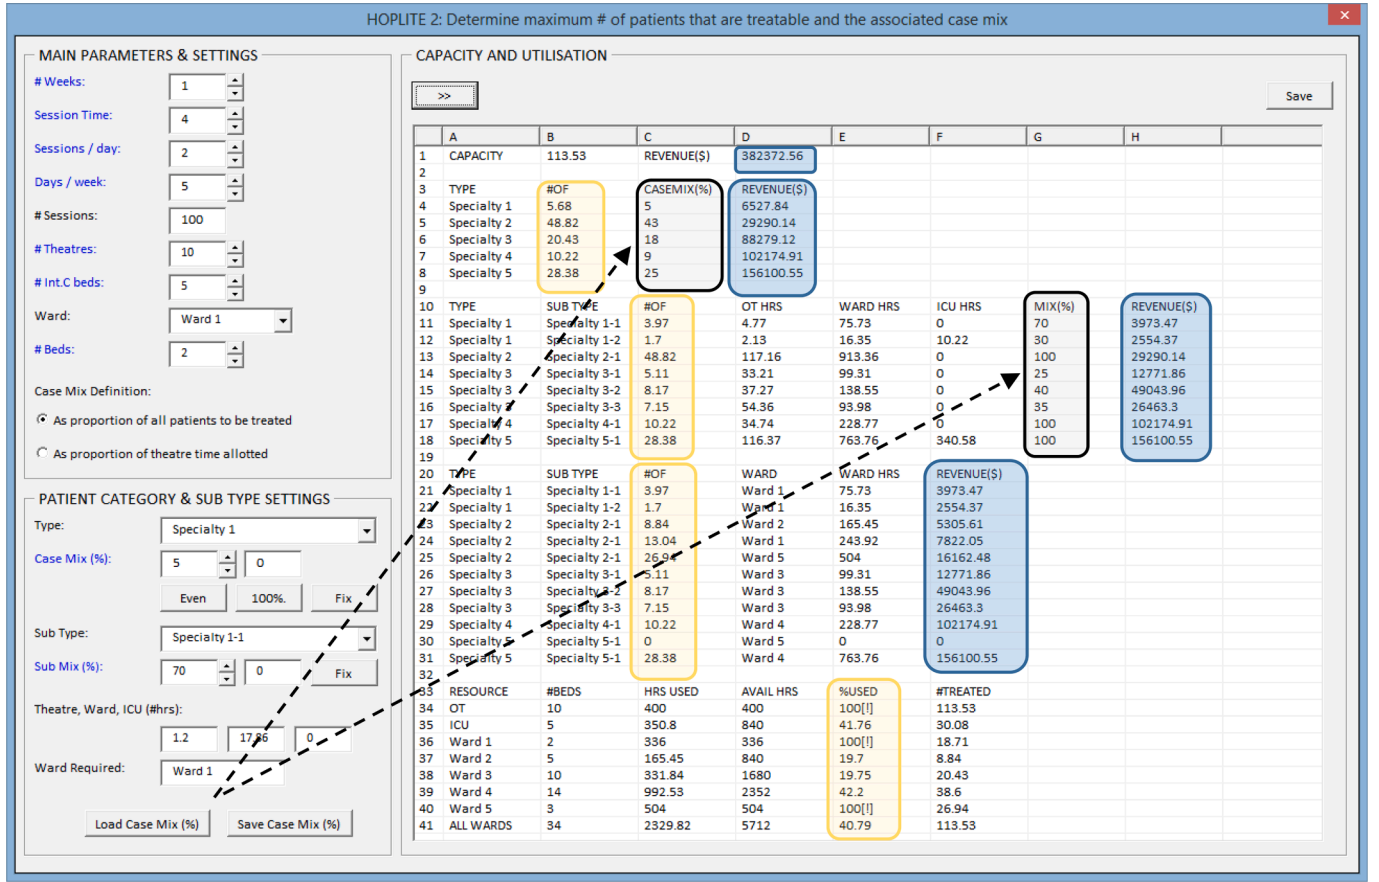 HOPLITE 2: Determine maximum # of patients that are treatable and the associated case mix
MAIN PARAMETERS & SETTINGS
# Weeks: 1
Session Time: 4
Sessions / day: 2
Days / week: 5
# Sessions: 100
# Theatres: 10
# Int.C beds: 5
Ward: Ward 1
# Beds: 2
Case Mix Definition:
As proportion of all patients to be treated
As proportion of theatre time allotted
PATIENT CATEGORY & SUB TYPE SETTINGS
Type: Specialty 1
Case Mix (%): 5 0
Even 100%. Fix
Sub Type: Specialty 1-1
Sub Mix (%): 70 0 Fix
Theatre, Ward, ICU (#hrs):
1.2 17.86 0
Ward Required: Ward 1
Load Case Mix (%) Save Case Mix (%)
CAPACITY AND UTILISATION
>> Save
A B C D E F G H
1 CAPACITY 113.53 REVENUE($) 382372.56
2
3 TYPE #OF CASEMIX(%) REVENUE($)
4 Specialty 1 5.68 5 6527.84
5 Specialty 2 48.82 43 29290.14
6 Specialty 3 20.43 18 88279.12
7 Specialty 4 10.22 9 102174.91
8 Specialty 5 28.38 25 156100.55
9
10 TYPE SUB TYPE #OF OT HRS WARD HRS ICU HRS MIX(%) REVENUE($)
11 Specialty 1 Specialty 1-1 3.97 4.77 75.73 0 70 3973.47
12 Specialty 1 Specialty 1-2 1.7 2.13 16.35 10.22 30 2554.37
13 Specialty 2 Specialty 2-1 48.82 117.16 913.36 0 100 29290.14
14 Specialty 3 Specialty 3-1 5.11 33.21 99.31 0 25 12771.86
15 Specialty 3 Specialty 3-2 8.17 37.27 138.55 0 40 49043.96
16 Specialty 3 Specialty 3-3 7.15 54.36 93.98 0 35 26463.3
17 Specialty 4 Specialty 4-1 10.22 34.74 228.77 0 100 102174.91
18 Specialty 5 Specialty 5-1 28.38 116.37 763.76 340.58 100 156100.55
19
20 TYPE SUB TYPE #OF WARD WARD HRS REVENUE($)
21 Specialty 1 Specialty 1-1 3.97 Ward 1 75.73 3973.47
22 Specialty 1 Specialty 1-2 1.7 Ward 1 16.35 2554.37
23 Specialty 2 Specialty 2-1 8.84 Ward 2 165.45 5305.61
24 Specialty 2 Specialty 2-1 13.04 Ward 1 243.92 7822.05
25 Specialty 2 Specialty 2-1 26.94 Ward 5 504 16162.48
26 Specialty 3 Specialty 3-1 5.11 Ward 3 99.31 12771.86
27 Specialty 3 Specialty 3-2 8.17 Ward 3 138.55 49043.96
28 Specialty 3 Specialty 3-3 7.15 Ward 3 93.98 26463.3
29 Specialty 4 Specialty 4-1 10.22 Ward 4 228.77 102174.91
30 Specialty 5 Specialty 5-1 0 Ward 5 0 0
31 Specialty 5 Specialty 5-1 28.38 Ward 4 763.76 156100.55
32
33 RESOURCE #BEDS HRS USED AVAIL HRS %USED #TREATED
34 OT 10 400 400 100[!] 113.53
35 ICU 5 350.8 840 41.76 30.08
36 Ward 1 2 336 336 100[!] 18.71
37 Ward 2 5 165.45 840 19.7 8.84
38 Ward 3 10 331.84 1680 19.75 20.43
39 Ward 4 14 992.53 2352 42.2 38.6
40 Ward 5 3 504 504 100[!] 26.94
41 ALL WARDS 34 2329.82 5712 40.79 113.53